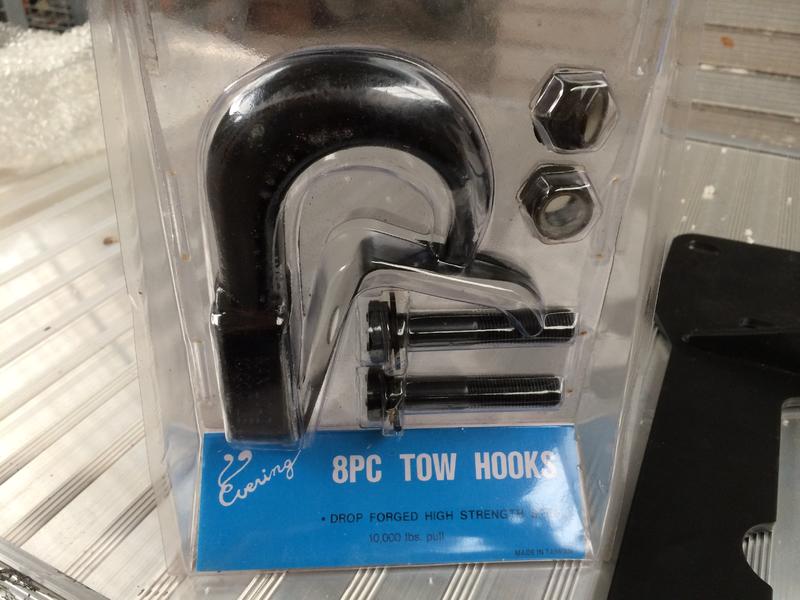 Evering
8PC TOW HOOKS
• DROP FORGED HIGH STRENGTH
10,000 lbs. pull
MADE IN TAIWAN